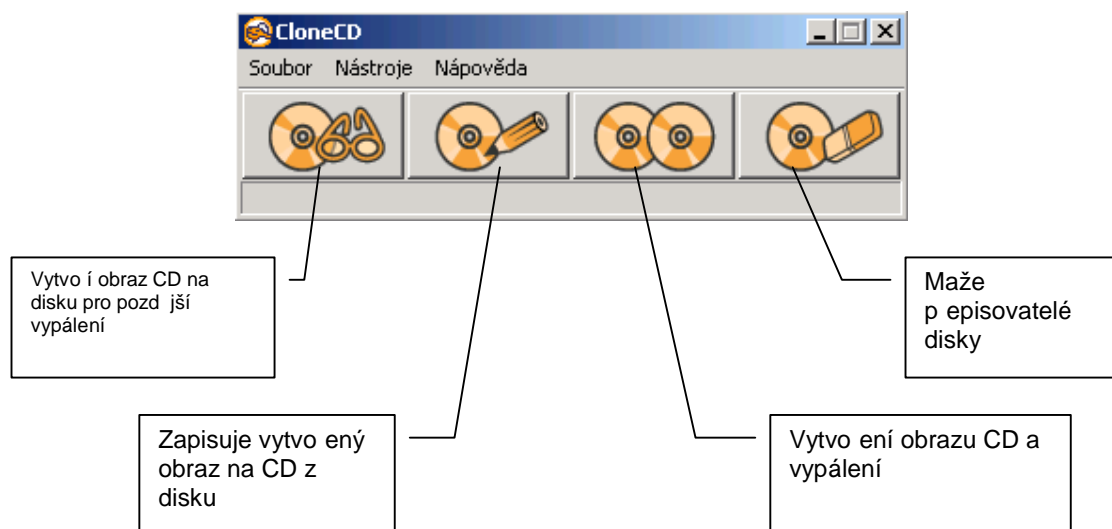 CloneCD
Soubor Nástroje Nápověda
Vytvo í obraz CD na
disku pro pozd jší
vypálení
Maže
p episovatelé
disky
Zapisuje vytvo ený
obraz na CD z
disku
Vytvo ení obrazu CD a
vypálení